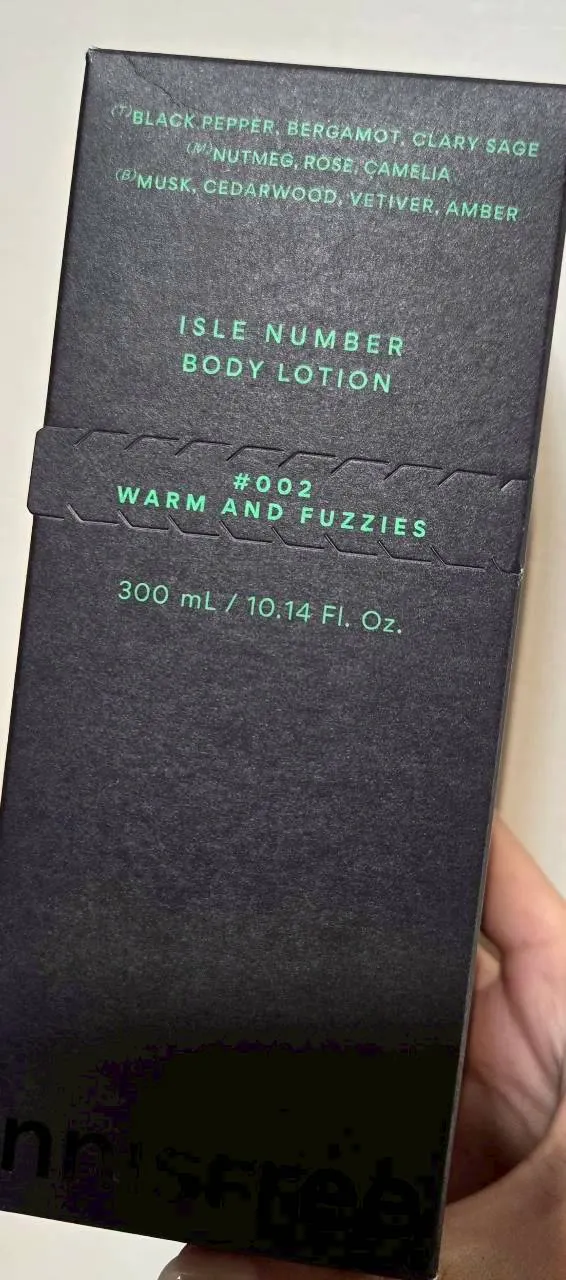 (T)BLACK PEPPER, BERGAMOT, CLARY SAGE
(M)NUTMEG, ROSE, CAMELIA
(B)MUSK, CEDARWOOD, VETIVER, AMBER
ISLE NUMBER
BODY LOTION
#002
WARM AND FUZZIES
300 mL / 10.14 Fl. Oz.